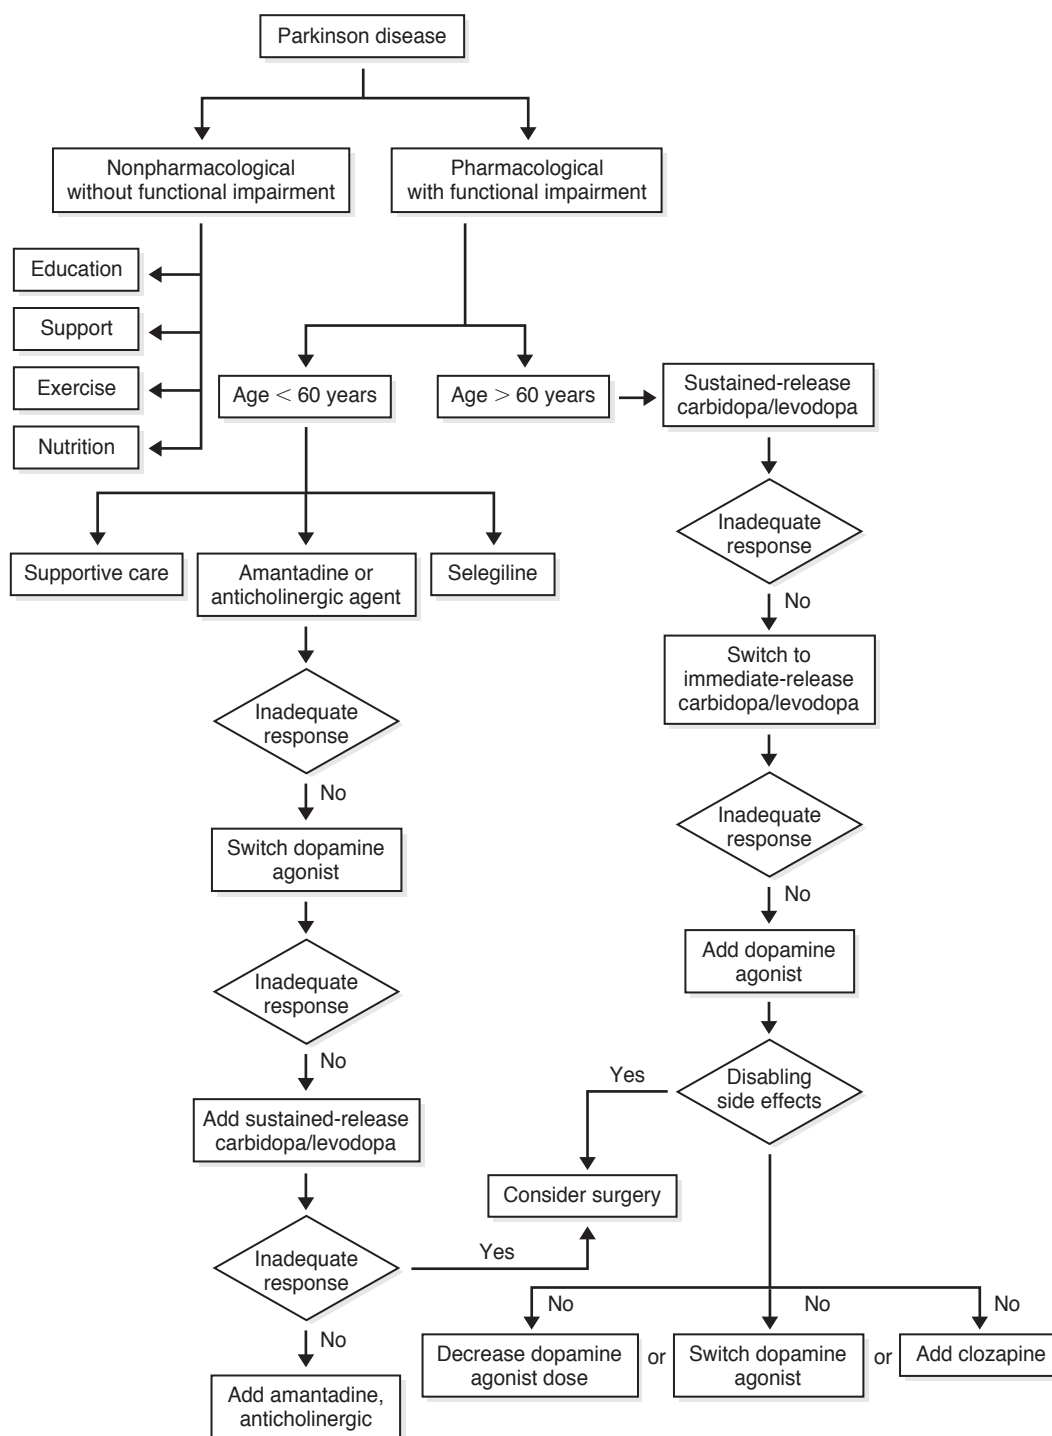 Parkinson disease
Nonpharmacological
without functional impairment
Pharmacological
with functional impairment
Education
Support
Exercise
Nutrition
Age < 60 years
Age > 60 years
Sustained-release
carbidopa/levodopa
Inadequate
response
No
Switch to
immediate-release
carbidopa/levodopa
Inadequate
response
No
Add dopamine
agonist
Disabling
side effects
Yes
Supportive care
Amantadine or
anticholinergic agent
Selegiline
Inadequate
response
No
Switch dopamine
agonist
Inadequate
response
No
Add sustained-release
carbidopa/levodopa
Inadequate
response
Yes
Consider surgery
No
Add amantadine,
anticholinergic
No
No
No
Decrease dopamine
agonist dose
or
Switch dopamine
agonist
or
Add clozapine